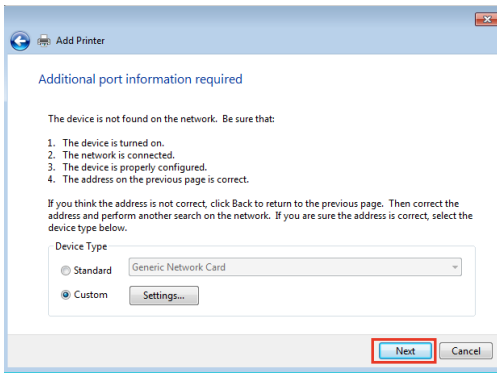 Add Printer
Additional port information required
The device is not found on the network. Be sure that:
1. The device is turned on.
2. The network is connected.
3. The device is properly configured.
4. The address on the previous page is correct.
If you think the address is not correct, click Back to return to the previous page. Then correct the
address and perform another search on the network. If you are sure the address is correct, select the
device type below.
Device Type
Standard Generic Network Card
Custom Settings...
Next Cancel